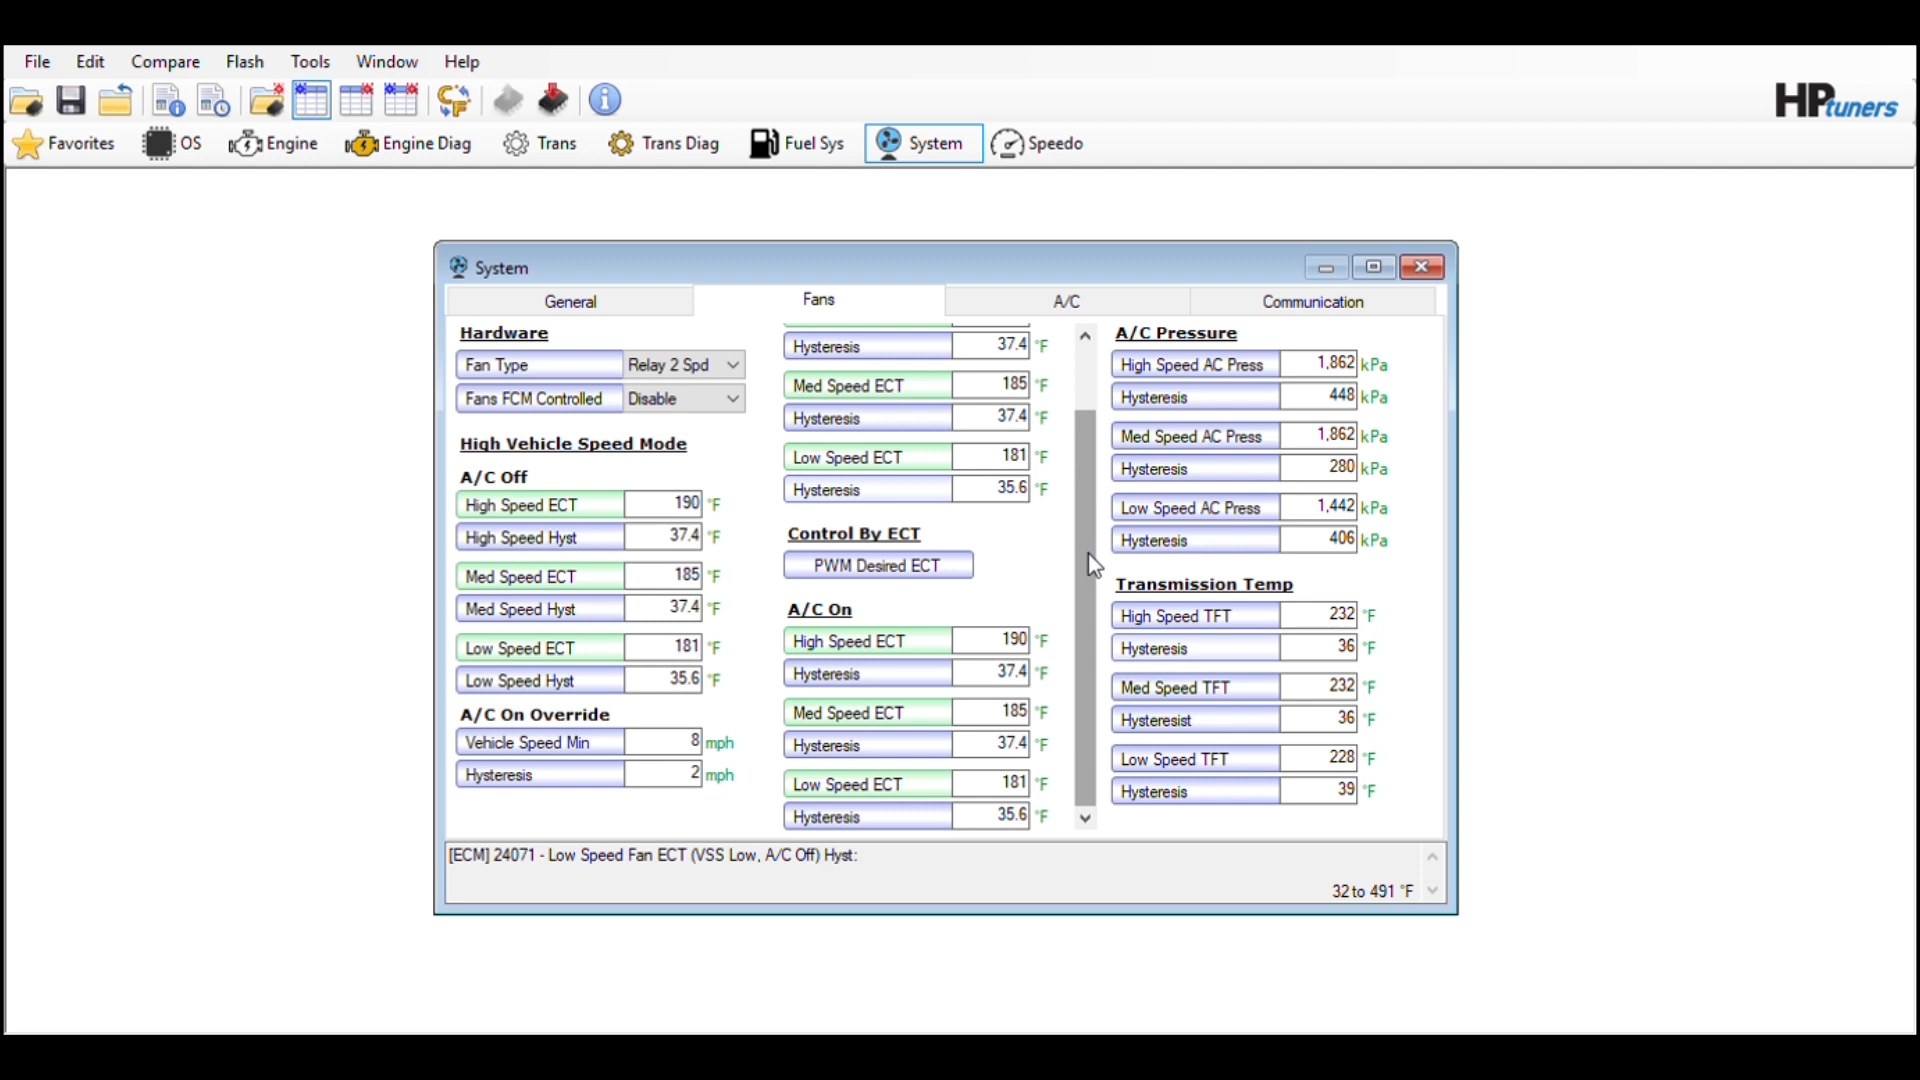 File Edit Compare Flash Tools Window Help
HPtuners
Favorites OS Engine Engine Diag Trans Trans Diag Fuel Sys System Speedo
System
General Fans A/C Communication
Hardware
Fan Type Relay 2 Spd
Fans FCM Controlled Disable
High Vehicle Speed Mode
A/C Off
High Speed ECT 190 °F
High Speed Hyst 37.4 °F
Med Speed ECT 185 °F
Med Speed Hyst 37.4 °F
Low Speed ECT 181 °F
Low Speed Hyst 35.6 °F
A/C On Override
Vehicle Speed Min 8 mph
Hysteresis 2 mph
Hysteresis 37.4 °F
Med Speed ECT 185 °F
Hysteresis 37.4 °F
Low Speed ECT 181 °F
Hysteresis 35.6 °F
Control By ECT
PWM Desired ECT
A/C On
High Speed ECT 190 °F
Hysteresis 37.4 °F
Med Speed ECT 185 °F
Hysteresis 37.4 °F
Low Speed ECT 181 °F
Hysteresis 35.6 °F
A/C Pressure
High Speed AC Press 1,862 kPa
Hysteresis 448 kPa
Med Speed AC Press 1,862 kPa
Hysteresis 280 kPa
Low Speed AC Press 1,442 kPa
Hysteresis 406 kPa
Transmission Temp
High Speed TFT 232 °F
Hysteresis 36 °F
Med Speed TFT 232 °F
Hysteresist 36 °F
Low Speed TFT 228 °F
Hysteresis 39 °F
[ECM] 24071 - Low Speed Fan ECT (VSS Low, A/C Off) Hyst:
32 to 491 °F